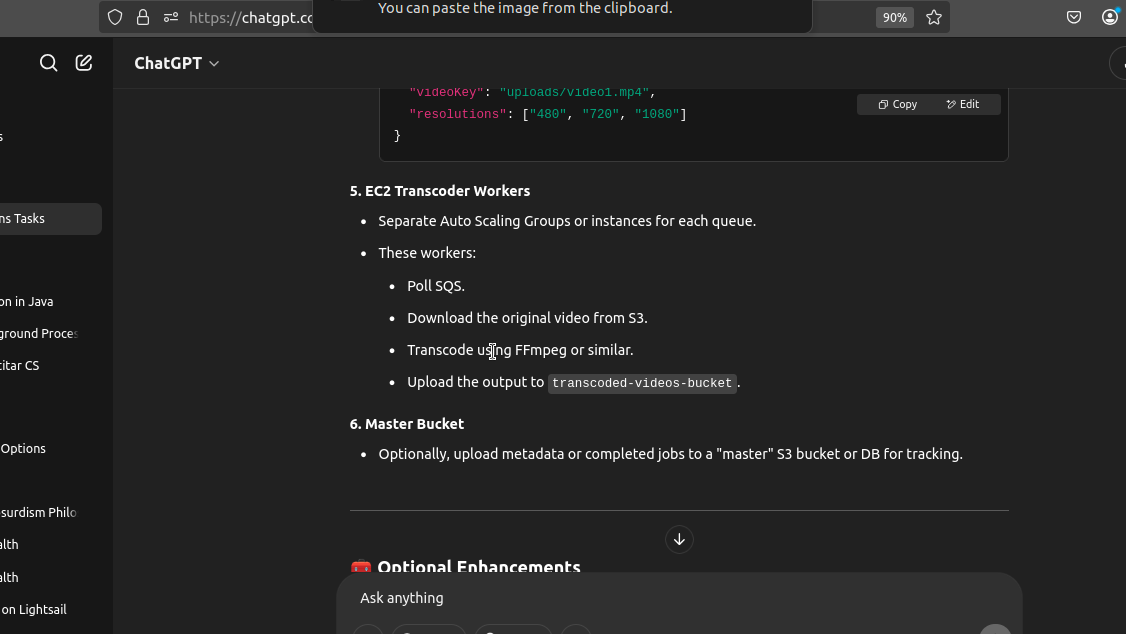 You can paste the image from the clipboard.
https://chatgpt.cc
90%
ChatGPT
"videoKey": "uploads/video1.mp4",
Copy
Edit
"resolutions": ["480", "720", "1080"]
}
s
ns Tasks
on in Java
ground Proces
citar CS
Options
surdism Philo
alth
alth
on Lightsail
5. EC2 Transcoder Workers
Separate Auto Scaling Groups or instances for each queue.
These workers:
Poll SQS.
Download the original video from S3.
Transcode using FFmpeg or similar.
Upload the output to transcoded-videos-bucket.
6. Master Bucket
Optionally, upload metadata or completed jobs to a "master" S3 bucket or DB for tracking.
Optional Enhancements
Ask anything